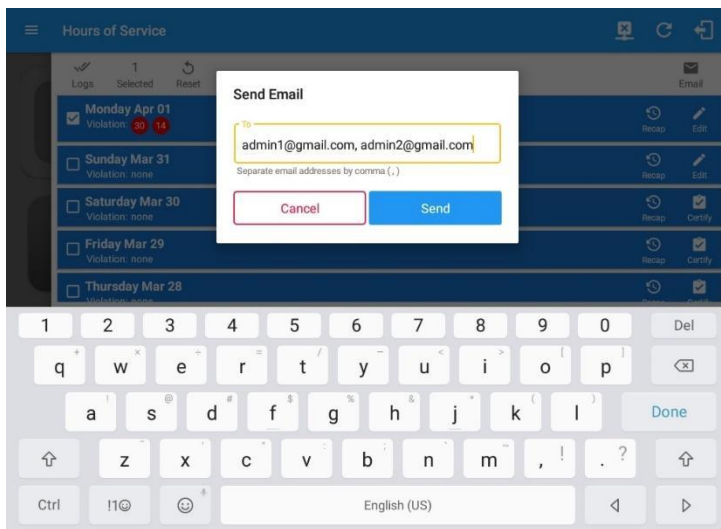 Hours of Service
Logs
1 Selected
Reset
Email
Monday Apr 01
Violation: 30 14
Recap
Edit
Sunday Mar 31
Violation: none
Recap
Edit
Saturday Mar 30
Violation: none
Recap
Certify
Friday Mar 29
Violation: none
Recap
Certify
Thursday Mar 28
Violation: none
Send Email
To
admin1@gmail.com, admin2@gmail.com
Separate email addresses by comma ( , )
Cancel
Send
1 2 3 4 5 6 7 8 9 0 Del
q w e r t y u i o p
a s d f g h j k l Done
z x c v b n m , ! . ?
Ctrl !1☺ English (US)